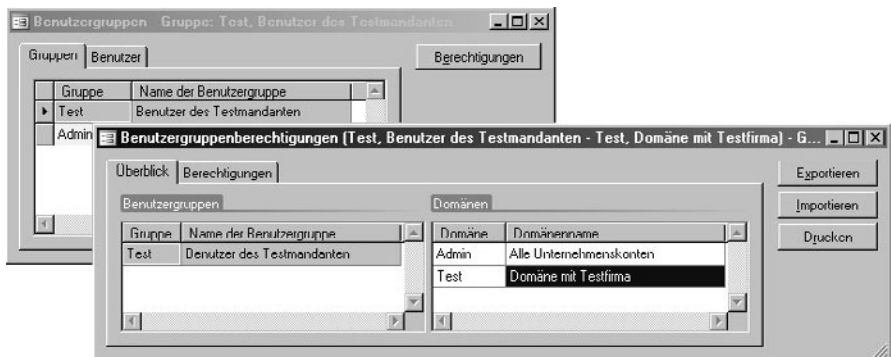 Benutzergruppen Gruppe: Test, Benutzer des Testmandanten
Gruppen Benutzer
Berechtigungen
Gruppe Name der Benutzergruppe
Test Benutzer des Testmandanten
Admin
Benutzergruppenberechtigungen (Test, Benutzer des Testmandanten - Test, Domäne mit Testfirma) - G...
Überblick Berechtigungen
Exportieren
Importieren
Drucken
Benutzergruppen
Gruppe Name der Benutzergruppe
Test Benutzer des Testmandanten
Domänen
Domäne Domänenname
Admin Alle Unternehmenskonten
Test Domäne mit Testfirma